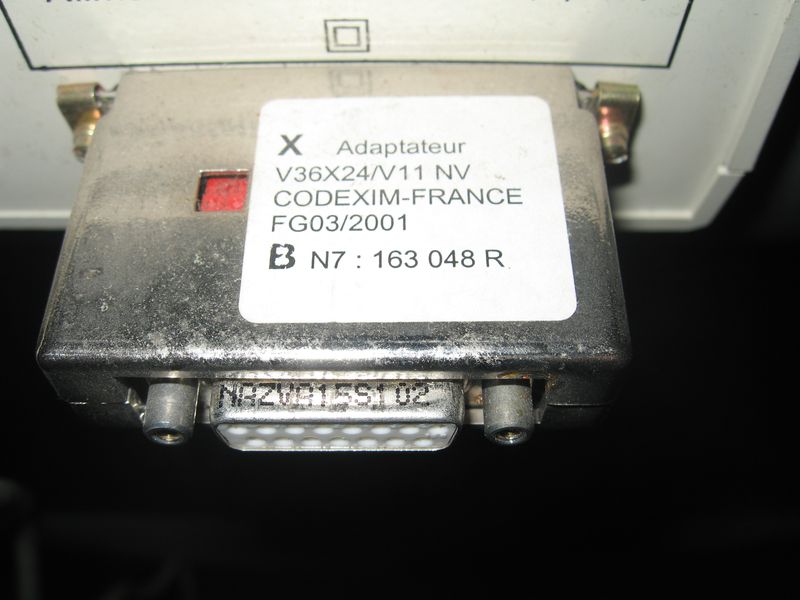 X Adaptateur
V36X24/V11 NV
CODEXIM-FRANCE
FG03/2001
B N7 : 163 048 R